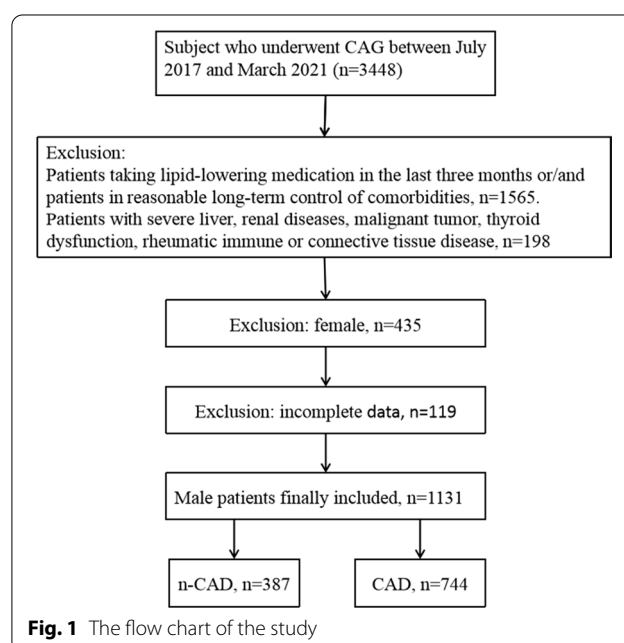 Subject who underwent CAG between July
2017 and March 2021 (n=3448)
Exclusion:
Patients taking lipid-lowering medication in the last three months or/and
patients in reasonable long-term control of comorbidities, n=1565.
Patients with severe liver, renal diseases, malignant tumor, thyroid
dysfunction, rheumatic immune or connective tissue disease, n=198
Exclusion: female, n=435
Exclusion: incomplete data, n=119
Male patients finally included, n=1131
n-CAD, n=387
CAD, n=744
Fig. 1 The flow chart of the study